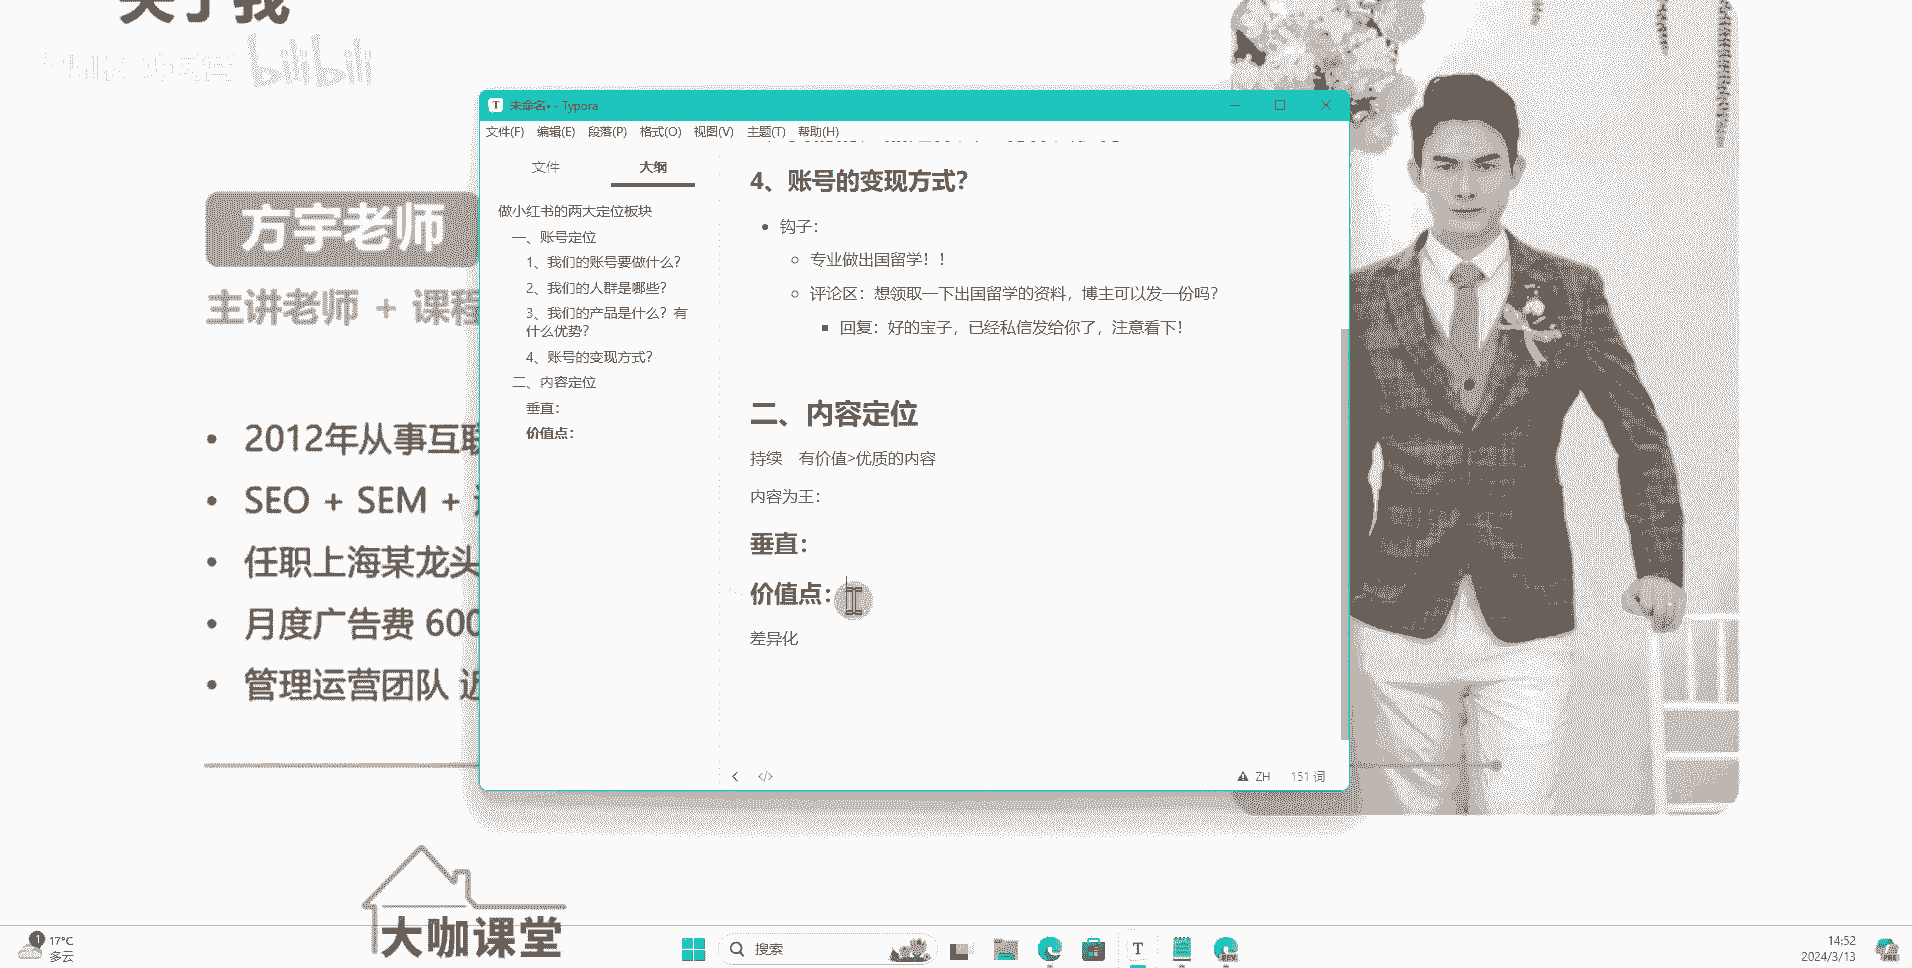 关于我
bilibili
方宇老师
主讲老师 + 课程
2012年从事互联
SEO + SEM +
任职上海某龙头
月度广告费 600
管理运营团队 近
大咖课堂
未命名• - Typora
文件(F) 编辑(E) 段落(P) 格式(O) 视图(V) 主题(T) 帮助(H)
文件 大纲
做小红书的两大定位板块
一、账号定位
1、我们的账号要做什么？
2、我们的人群是哪些？
3、我们的产品是什么？有
什么优势？
4、账号的变现方式？
二、内容定位
垂直：
价值点：
4、账号的变现方式？
钩子：
专业做出国留学！！
评论区：想领取一下出国留学的资料，博主可以发一份吗？
回复：好的宝子，已经私信发给你了，注意看下！
二、内容定位
持续 有价值>优质的内容
内容为王：
垂直：
价值点：
差异化
ZH 151 词
1
17°C
多云
搜索
T
DEV
14:52
2024/3/13
PRE